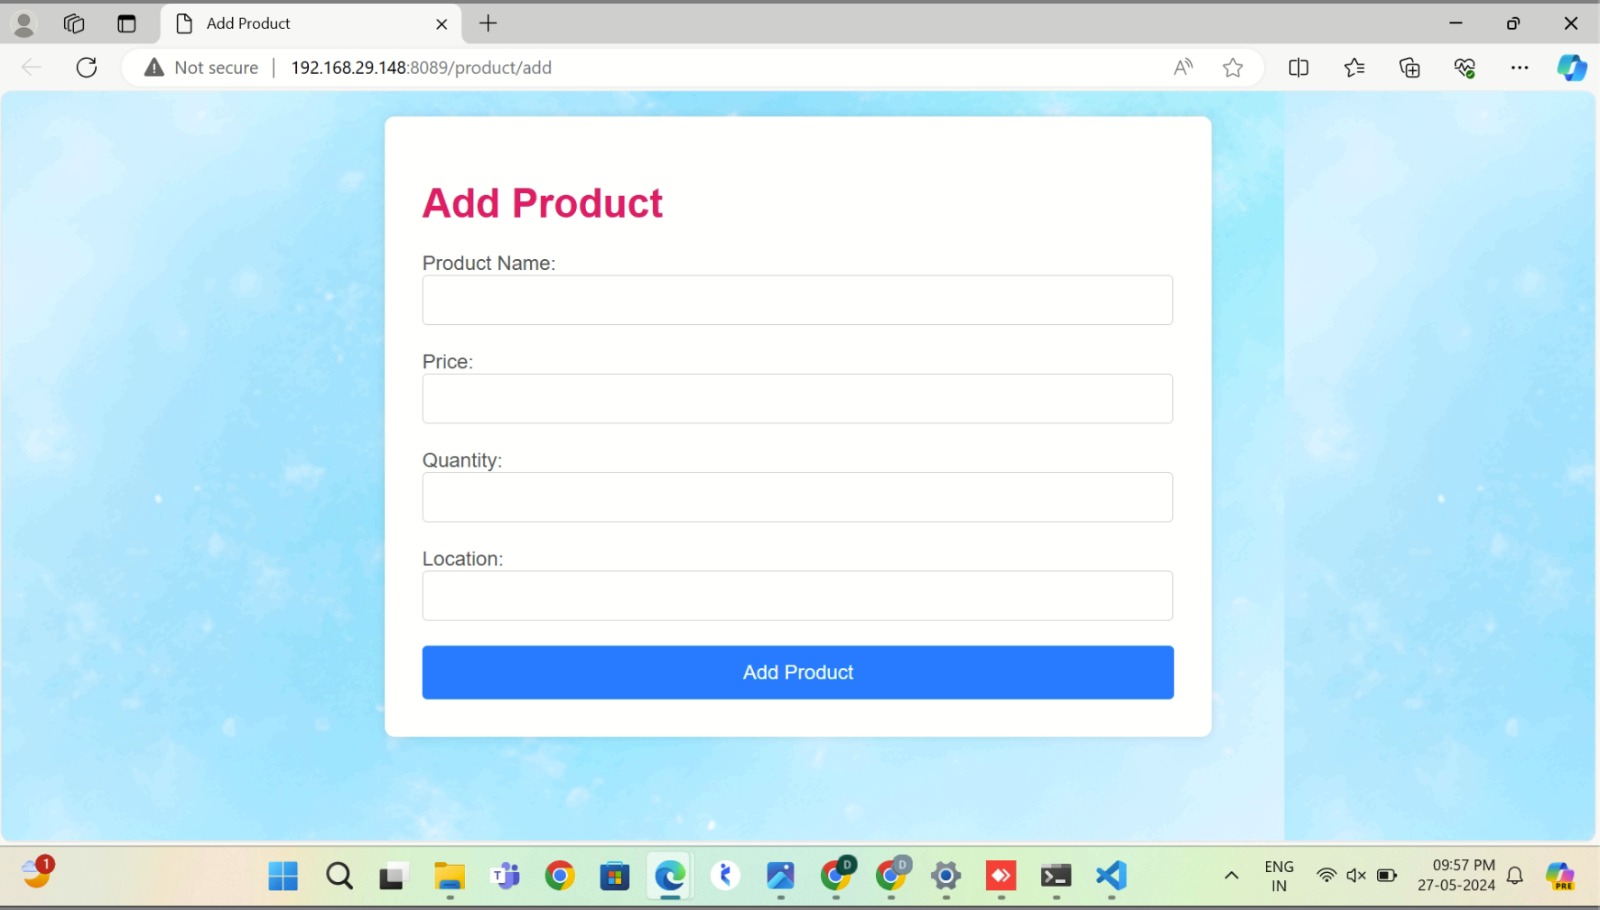 Add Product
Not secure
192.168.29.148:8089/product/add
Add Product
Product Name:
Price:
Quantity:
Location:
Add Product
1
T
D
D
ENG
IN
09:57 PM
27-05-2024
PRE